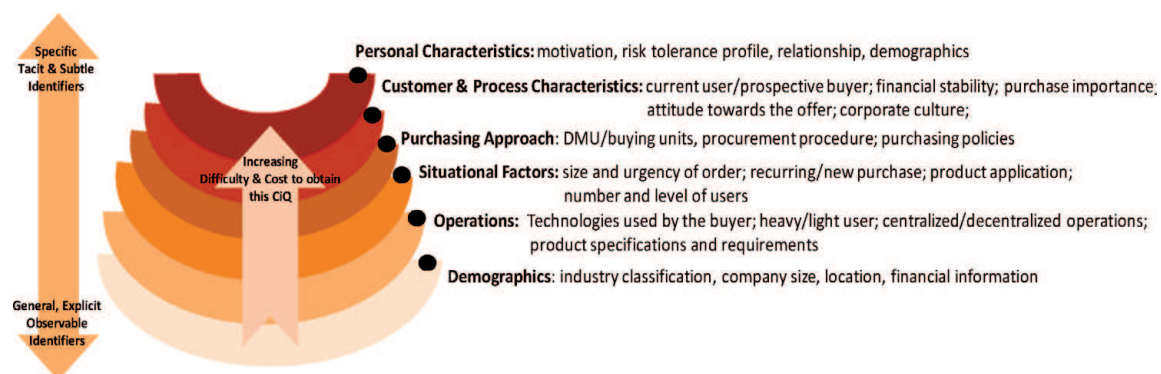 Specific
Tacit & Subtle
Identifiers
Personal Characteristics: motivation, risk tolerance profile, relationship, demographics
Customer & Process Characteristics: current user/prospective buyer; financial stability; purchase importance;
attitude towards the offer; corporate culture;
Purchasing Approach: DMU/buying units, procurement procedure; purchasing policies
Increasing
Difficulty & Cost to obtain
this CiQ
Situational Factors: size and urgency of order; recurring/new purchase; product application;
number and level of users
Operations: Technologies used by the buyer; heavy/light user; centralized/decentralized operations;
product specifications and requirements
Demographics: industry classification, company size, location, financial information
General, Explicit
Observable
Identifiers